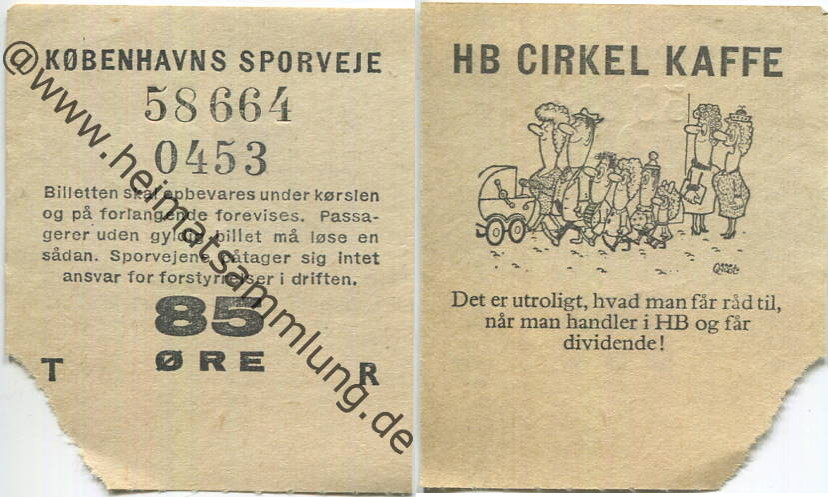 KØBENHAVNS SPORVEJE
58664
0453
Billetten skal opbevares under kørslen
og på forlangende forevises. Passa-
gerer uden gyldig billet må løse en
sådan. Sporvejene påtager sig intet
ansvar for forstyrrelser i driften.
85
ØRE
T R
@www.heimatsammlung.de
HB CIRKEL KAFFE
Det er utroligt, hvad man får råd til,
når man handler i HB og får
dividende!